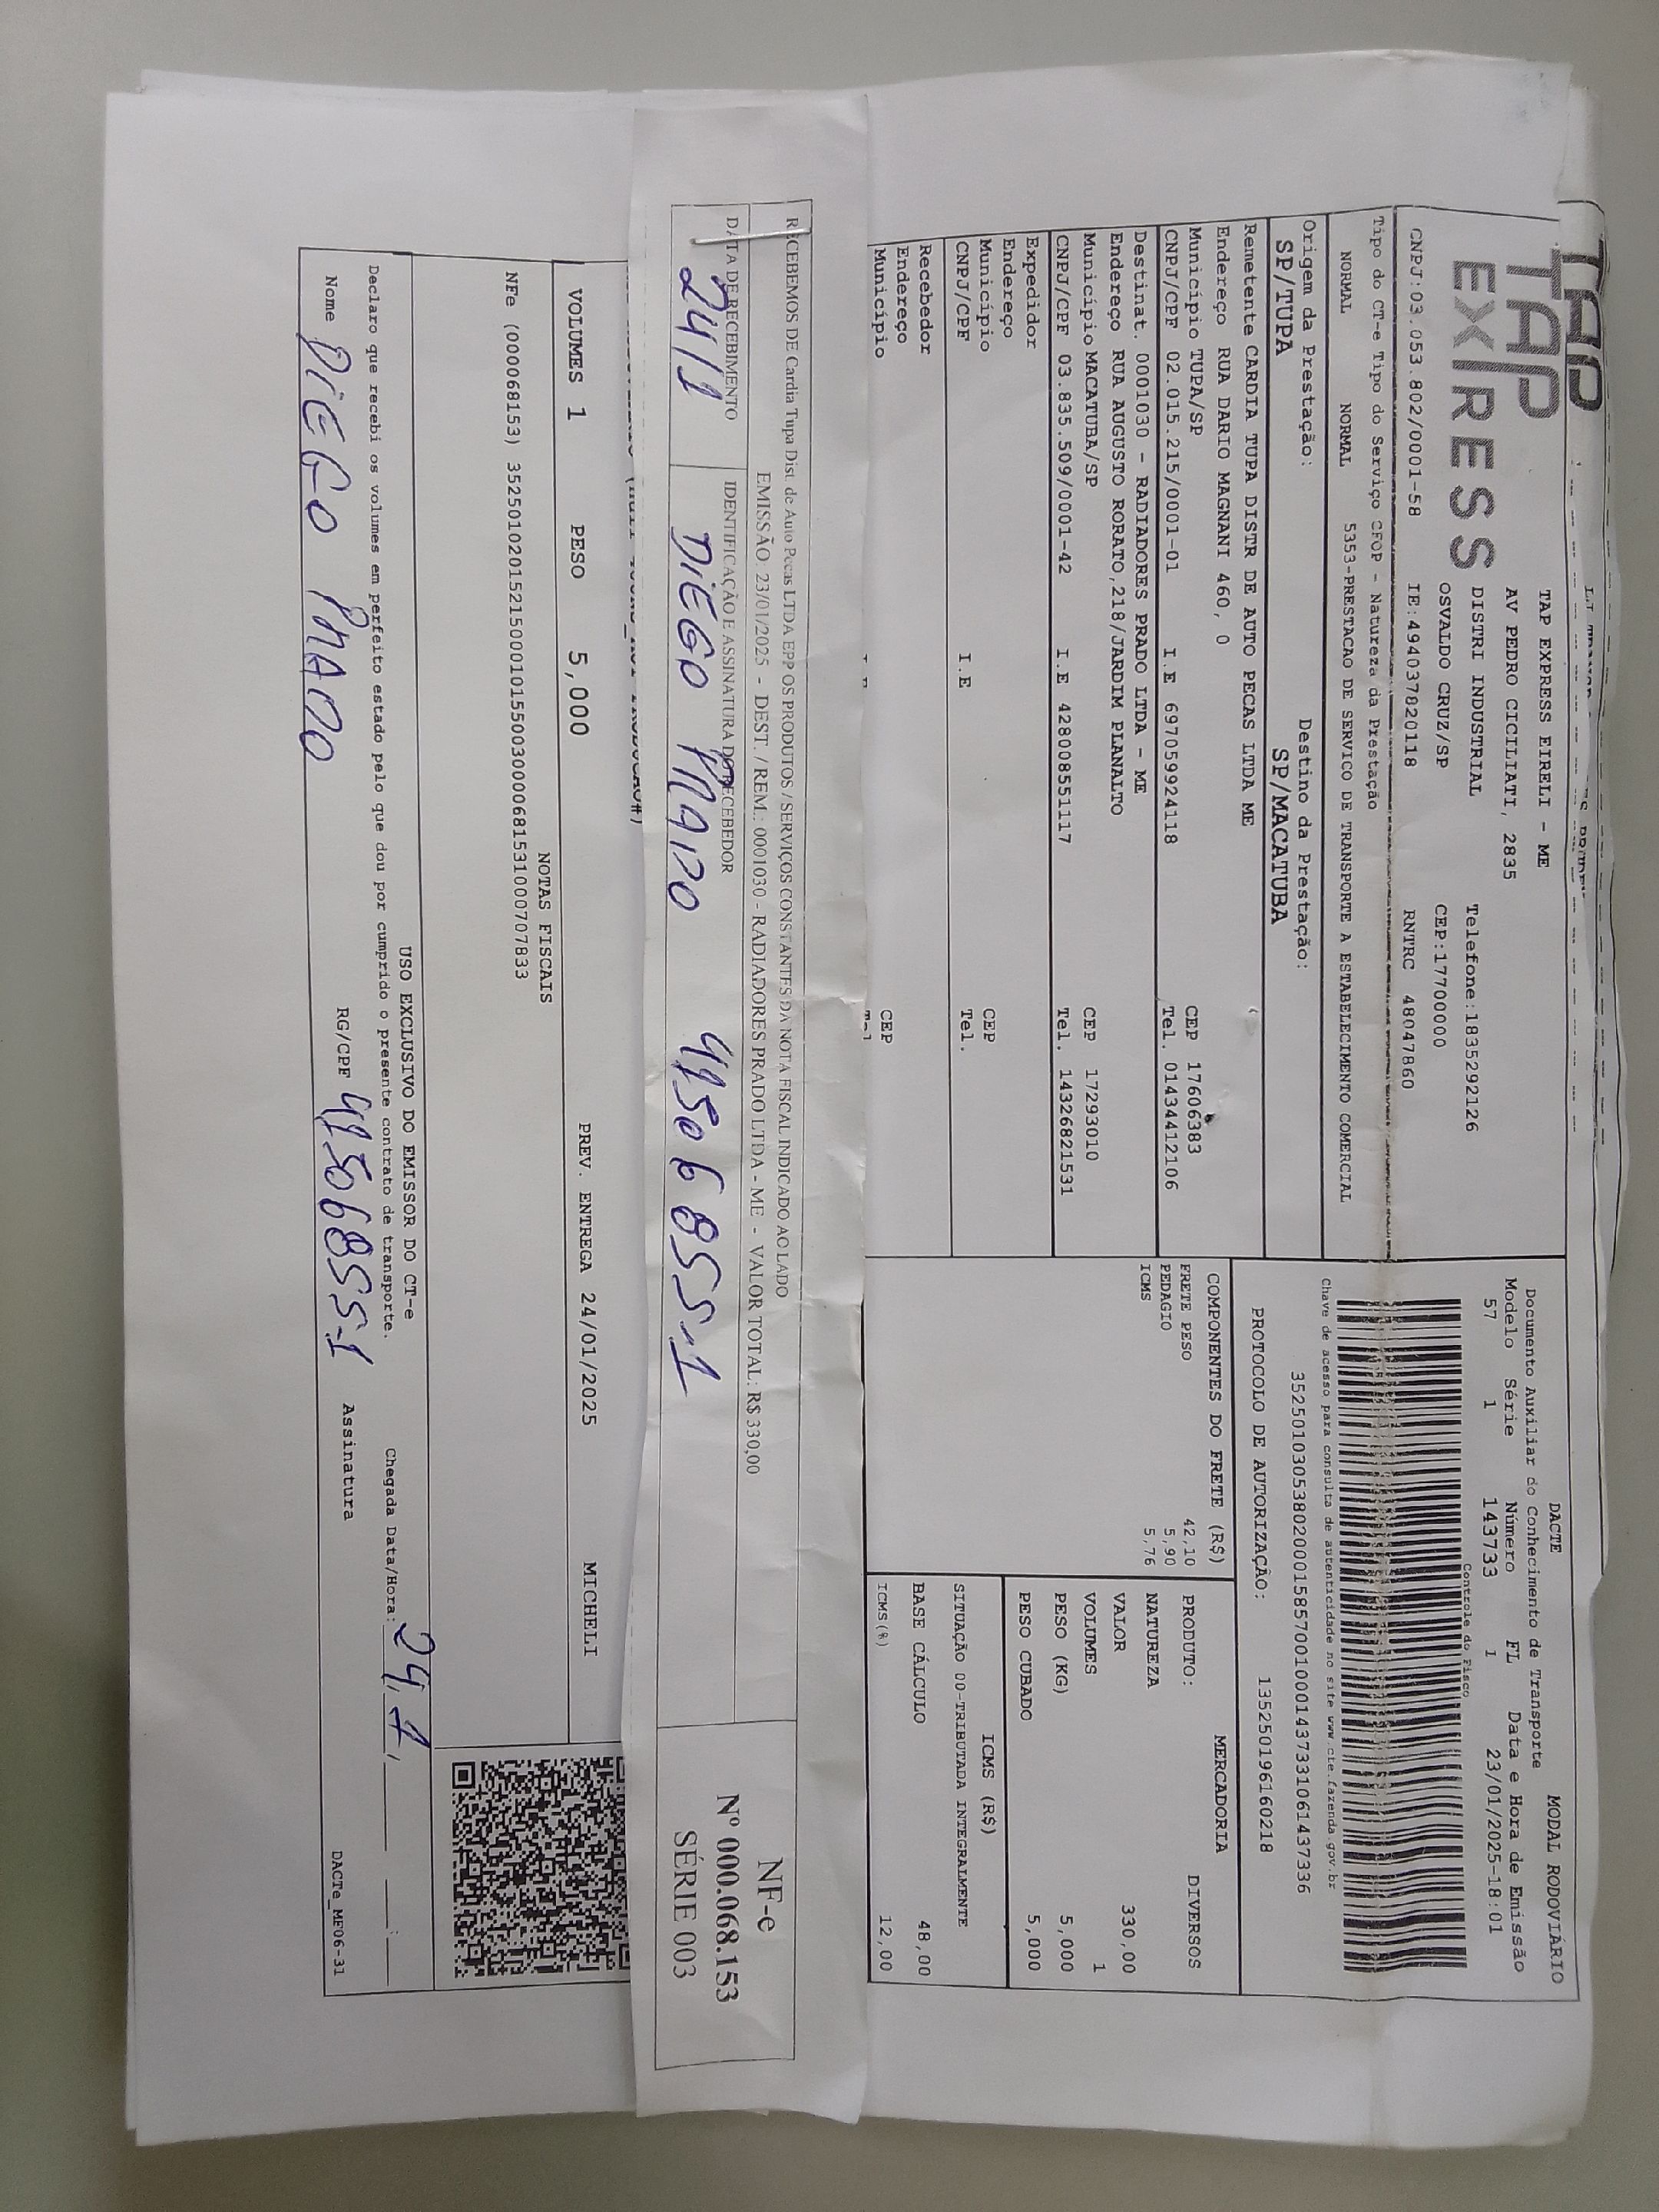 TAP
TAP
EXPRESS
TAP EXPRESS EIRELI - ME
AV PEDRO CICILIATI, 2835
DISTRI INDUSTRIAL Telefone:1835292126
OSVALDO CRUZ/SP CEP:17700000
CNPJ:03.053.802/0001-58 IE:494037820118 RNTRC 48047860
Tipo do CT-e Tipo do Serviço CFOP - Natureza da Prestação
NORMAL NORMAL 5353-PRESTACAO DE SERVICO DE TRANSPORTE A ESTABELECIMENTO COMERCIAL
Origem da Prestação: Destino da Prestação:
SP/TUPA SP/MACATUBA
Remetente CARDIA TUPA DISTR DE AUTO PECAS LTDA ME
Endereço RUA DARIO MAGNANI 460, 0
Município TUPA/SP CEP 17606383
CNPJ/CPF 02.015.215/0001-01 I.E 697059924118 Tel. 01434412106
Destinat. 0001030 - RADIADORES PRADO LTDA - ME
Endereço RUA AUGUSTO RORATO,218/JARDIM PLANALTO
Município MACATUBA/SP CEP 17293010
CNPJ/CPF 03.835.509/0001-42 I.E 428008551117 Tel. 1432682153​1
Expedidor
Endereço
Município CEP
CNPJ/CPF I.E Tel.
Recebedor
Endereço
Município CEP
DACTE MODAL RODOVIÁRIO
Documento Auxiliar do Conhecimento de Transporte
Modelo Série Número FL Data e Hora de Emissão
57 1 143733 1 23/01/2025-18:01
Controle do Fisco
Chave de acesso para consulta de autenticidade no site www.cte.fazenda.gov.br
35250103053802000158570010001437331061437336
PROTOCOLO DE AUTORIZAÇÃO: 135250196160218
COMPONENTES DO FRETE (R$)
FRETE PESO 42,10
PEDAGIO 5,90
ICMS 5,76
MERCADORIA
PRODUTO: DIVERSOS
NATUREZA
VALOR 330,00
VOLUMES 1
PESO (KG) 5,000
PESO CUBADO 5,000
ICMS (R$)
SITUAÇÃO 00-TRIBUTADA INTEGRALMENTE
BASE CÁLCULO 48,00
ICMS(%) 12,00
RECEBEMOS DE Cardia Tupa Dist. de Auto Pecas LTDA EPP OS PRODUTOS / SERVIÇOS CONSTANTES DA NOTA FISCAL INDICADO AO LADO
EMISSÃO: 23/01/2025 - DEST. / REM.: 0001030 - RADIADORES PRADO LTDA - ME - VALOR TOTAL: R$ 330,00
DATA DE RECEBIMENTO IDENTIFICAÇÃO E ASSINATURA DO RECEBEDOR
24/1 DIEGO PRADO 41506855-1
NF-e
Nº 000.068.153
SÉRIE 003
VOLUMES 1 PESO 5,000 PREV. ENTREGA 24/01/2025 MICHELI
NOTAS FISCAIS
NFe (000068153) 35250102015215000101550030000681531000707833
USO EXCLUSIVO DO EMISSOR DO CT-e
Declaro que recebi os volumes em perfeito estado pelo que dou por cumprido o presente contrato de transporte. Chegada Data/Hora: 24/1/
Nome DIEGO PRADO RG/CPF 41506855-1 Assinatura
DACTe_MF06-31